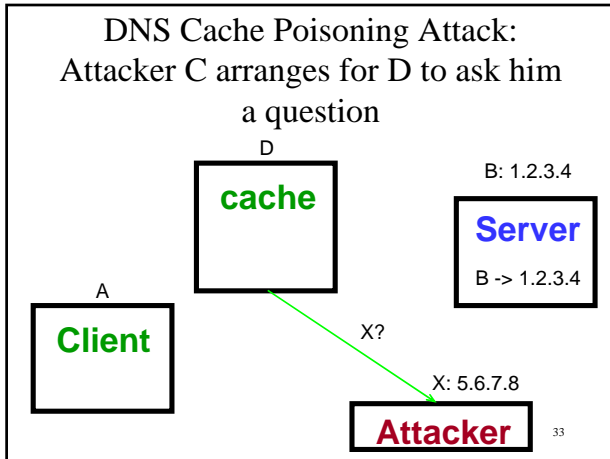 DNS Cache Poisoning Attack:
Attacker C arranges for D to ask him
a question
D
cache
B: 1.2.3.4
Server
B -> 1.2.3.4
A
Client
X?
X: 5.6.7.8
Attacker
33